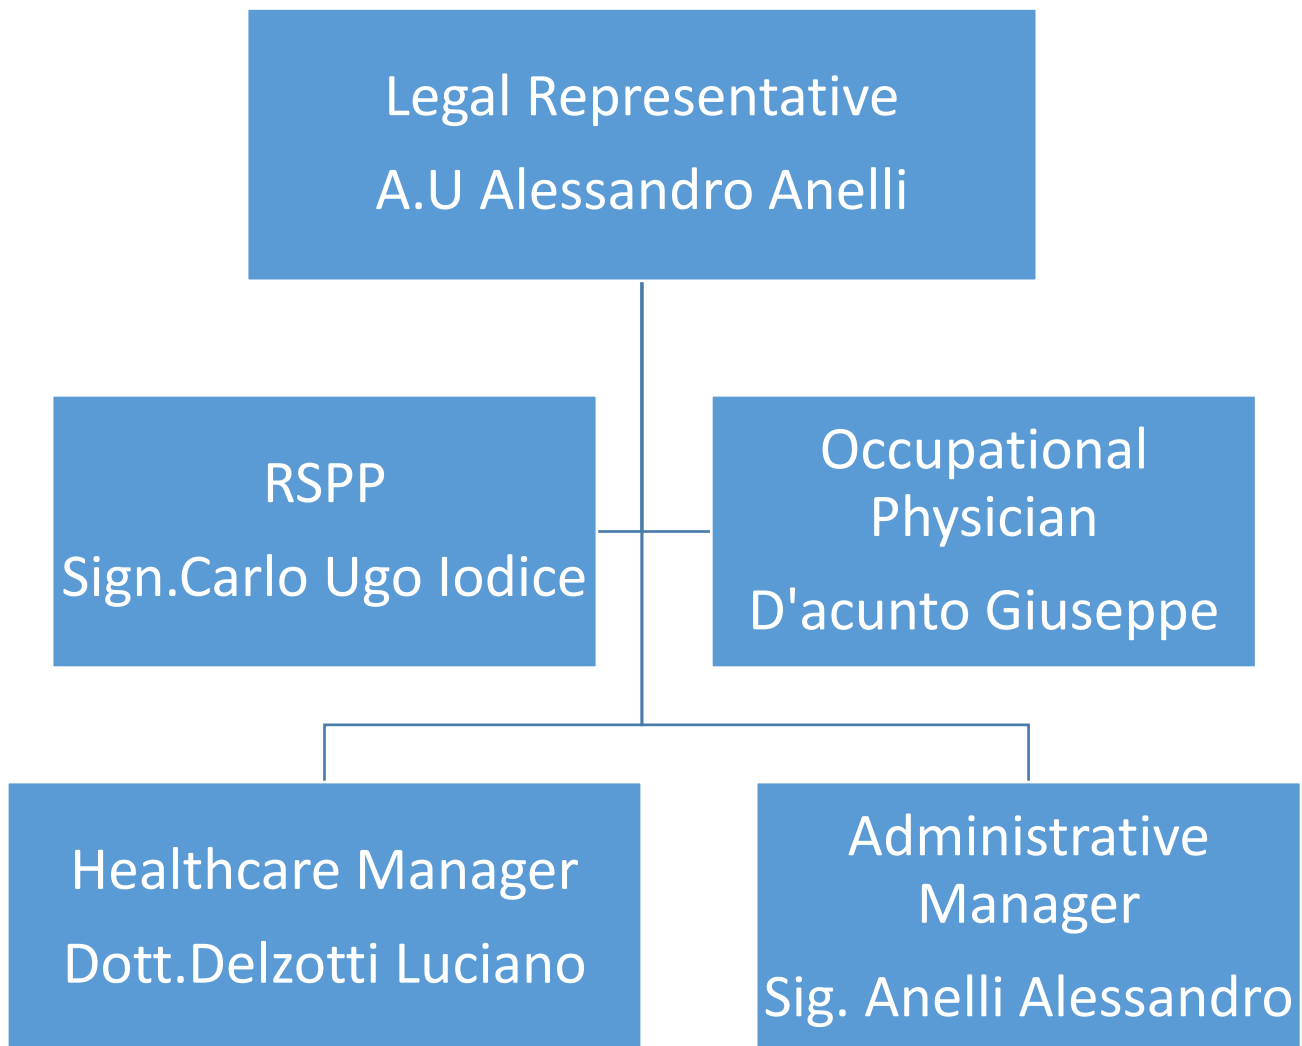 Legal Representative
A.U Alessandro Anelli
RSPP
Sign.Carlo Ugo Iodice
Occupational
Physician
D'acunto Giuseppe
Healthcare Manager
Dott.Delzotti Luciano
Administrative
Manager
Sig. Anelli Alessandro